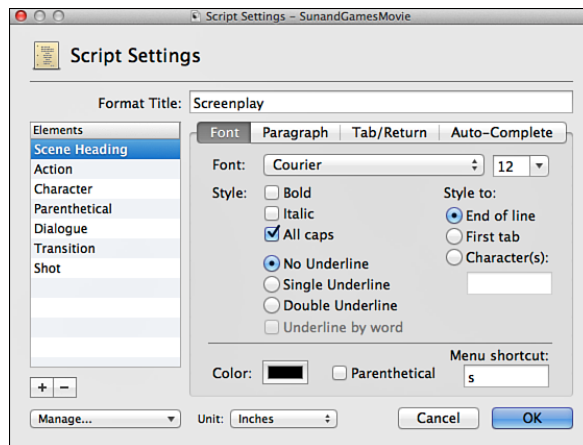 Script Settings – SunandGamesMovie
Script Settings
Format Title: Screenplay
Elements
Scene Heading
Action
Character
Parenthetical
Dialogue
Transition
Shot
+ −
Manage...
Font Paragraph Tab/Return Auto-Complete
Font: Courier 12
Style: Bold
Italic
All caps
No Underline
Single Underline
Double Underline
Underline by word
Style to:
End of line
First tab
Character(s):
Color: Parenthetical
Menu shortcut:
s
Unit: Inches
Cancel OK